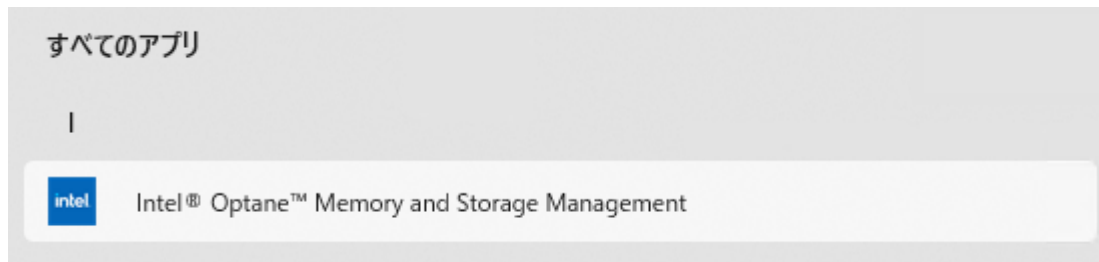 すべてのアプリ
I
intel
Intel® Optane™ Memory and Storage Management